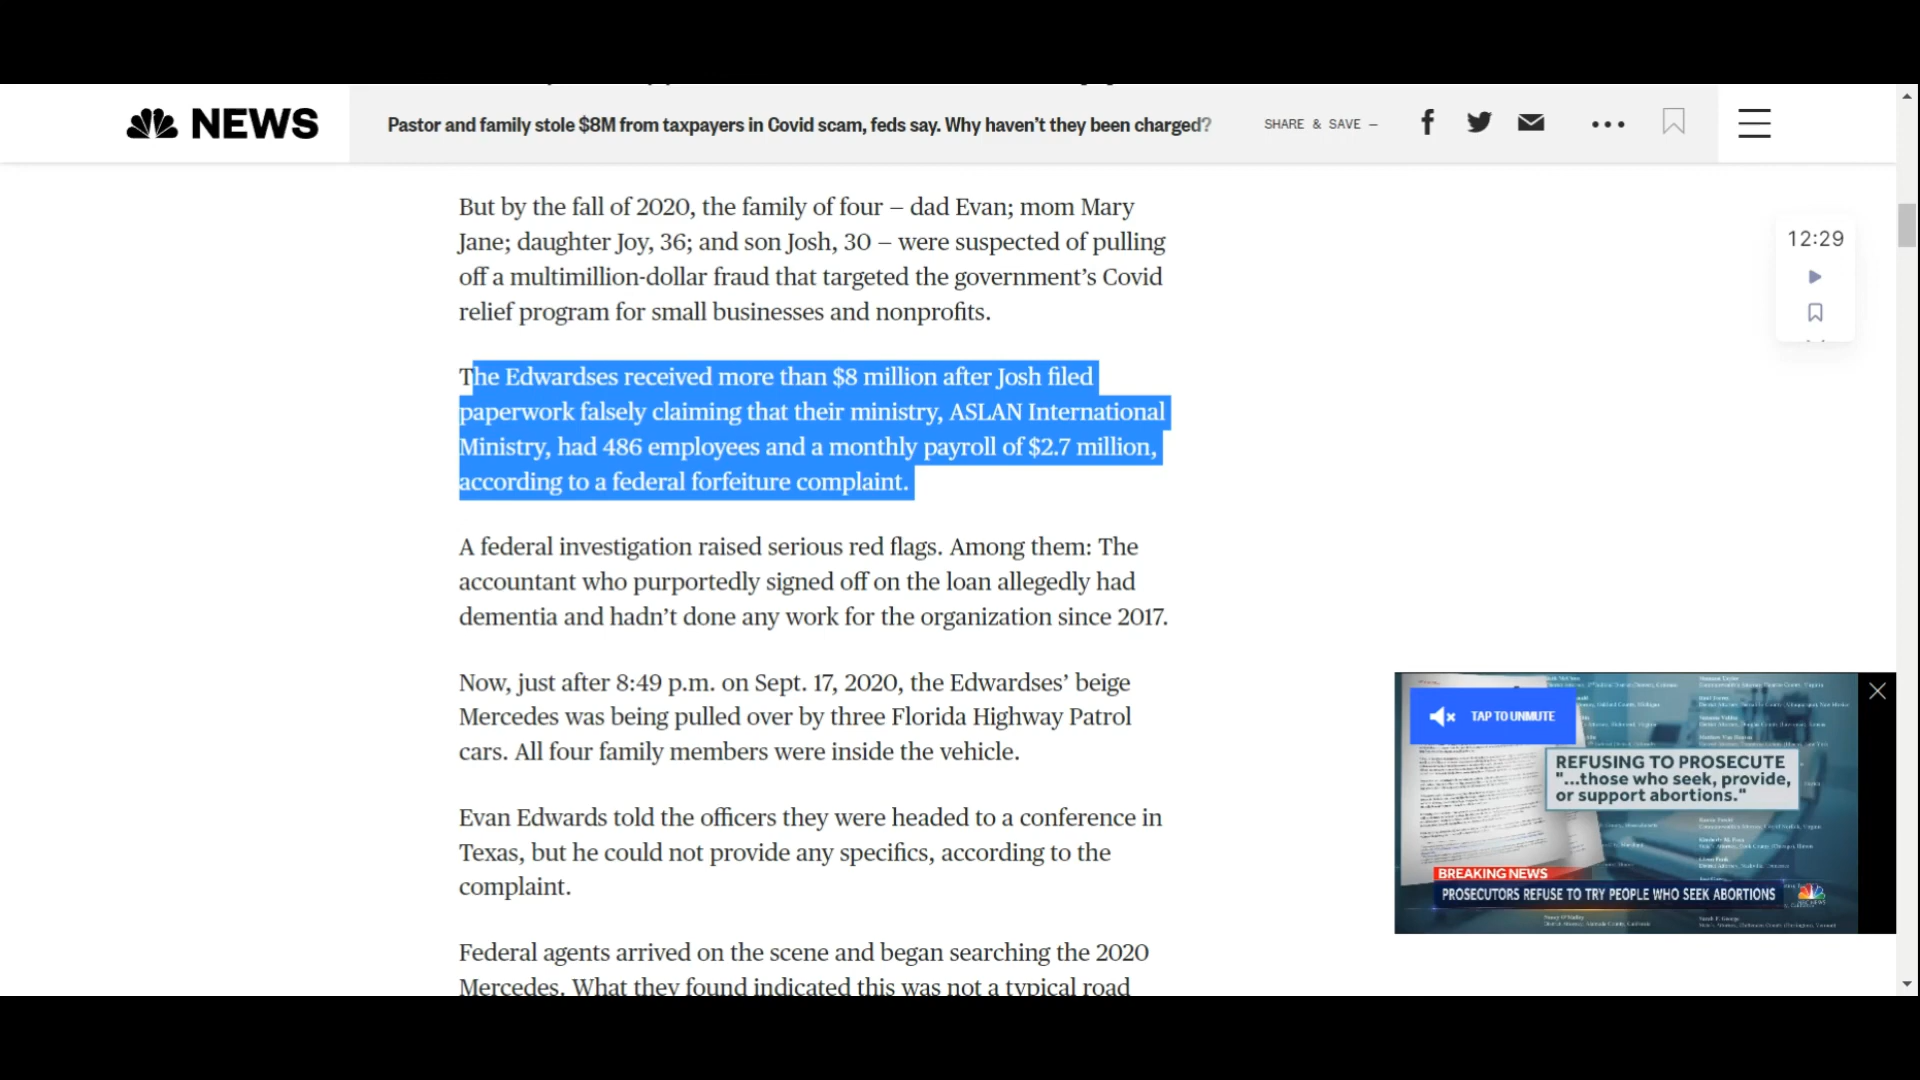 NEWS
Pastor and family stole $8M from taxpayers in Covid scam, feds say. Why haven't they been charged?
SHARE & SAVE –
But by the fall of 2020, the family of four – dad Evan; mom Mary
Jane; daughter Joy, 36; and son Josh, 30 – were suspected of pulling
off a multimillion-dollar fraud that targeted the government's Covid
relief program for small businesses and nonprofits.
12:29
The Edwardses received more than $8 million after Josh filed
paperwork falsely claiming that their ministry, ASLAN International
Ministry, had 486 employees and a monthly payroll of $2.7 million,
according to a federal forfeiture complaint.
A federal investigation raised serious red flags. Among them: The
accountant who purportedly signed off on the loan allegedly had
dementia and hadn't done any work for the organization since 2017.
Now, just after 8:49 p.m. on Sept. 17, 2020, the Edwardses' beige
Mercedes was being pulled over by three Florida Highway Patrol
cars. All four family members were inside the vehicle.
Evan Edwards told the officers they were headed to a conference in
Texas, but he could not provide any specifics, according to the
complaint.
Federal agents arrived on the scene and began searching the 2020
Mercedes. What they found indicated this was not a typical road
TAP TO UNMUTE
REFUSING TO PROSECUTE
"...those who seek, provide,
or support abortions."
BREAKING NEWS
PROSECUTORS REFUSE TO TRY PEOPLE WHO SEEK ABORTIONS